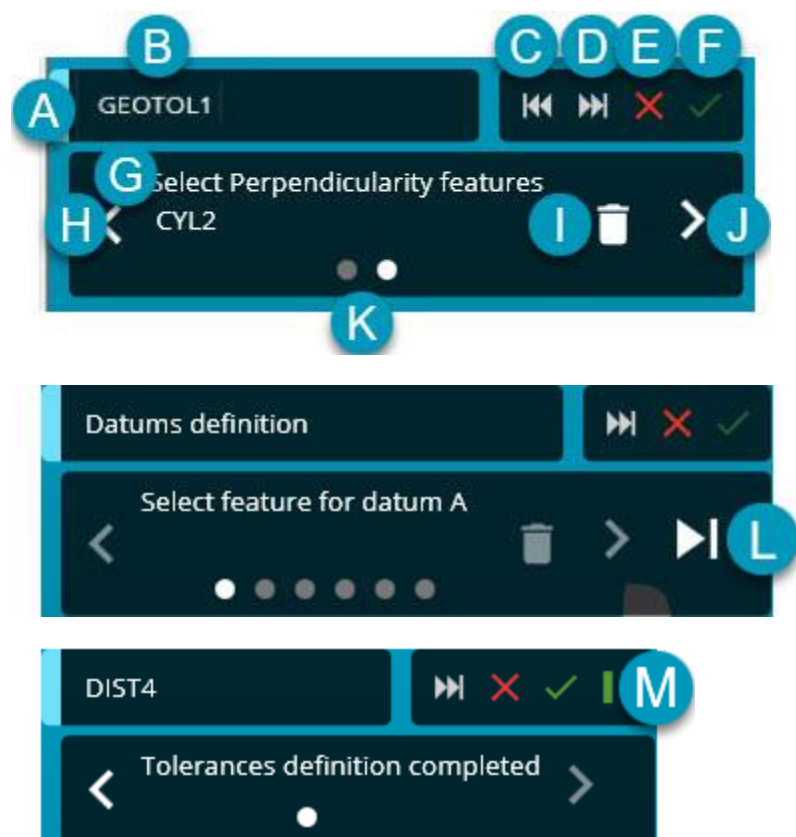 B C D E F
A GEOTOL1
G Select Perpendicularity features
H CYL2 I J
K
Datums definition
Select feature for datum A
L
DIST4 M
Tolerances definition completed